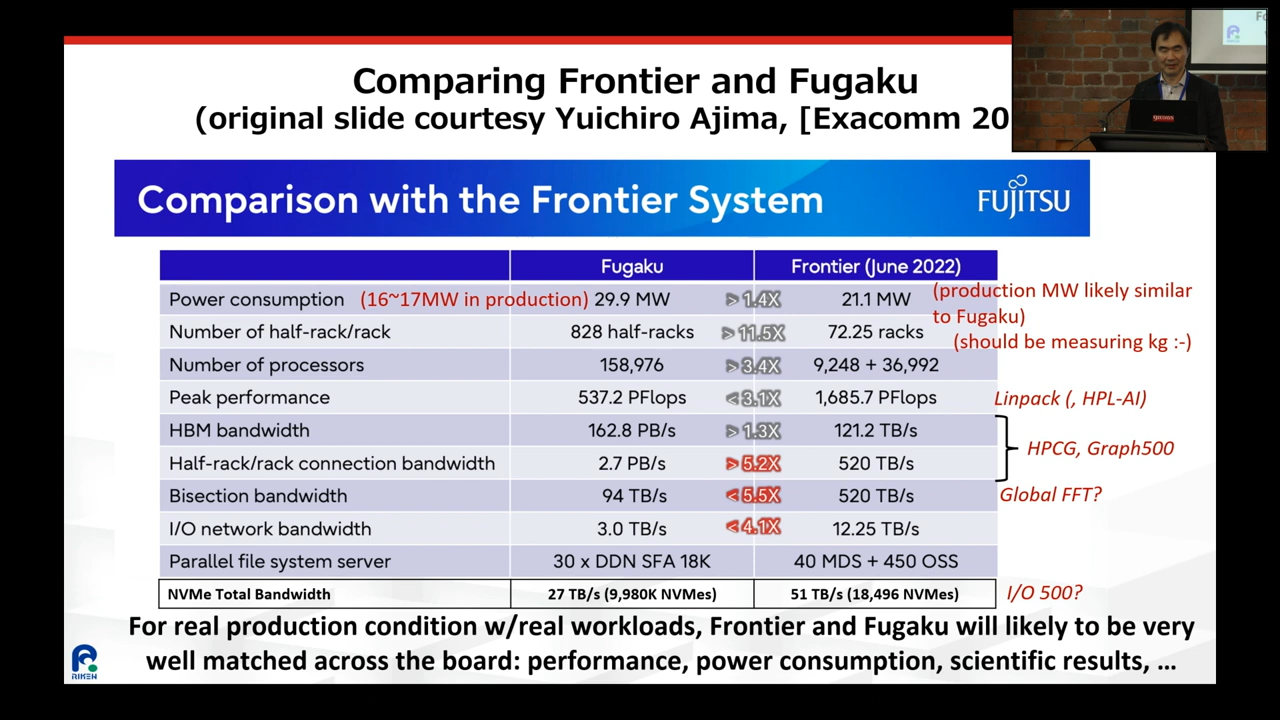 Comparing Frontier and Fugaku
(original slide courtesy Yuichiro Ajima, [Exacomm 20
Comparison with the Frontier System
FUJITSU
Fugaku Frontier (June 2022)
Power consumption (16~17MW in production) 29.9 MW > 1.4X 21.1 MW (production MW likely similar
to Fugaku)
Number of half-rack/rack 828 half-racks > 11.5X 72.25 racks
(should be measuring kg :-)
Number of processors 158,976 > 3.4X 9,248 + 36,992
Peak performance 537.2 PFlops < 3.1X 1,685.7 PFlops Linpack (, HPL-AI)
HBM bandwidth 162.8 PB/s > 1.3X 121.2 TB/s
HPCG, Graph500
Half-rack/rack connection bandwidth 2.7 PB/s > 5.2X 520 TB/s
Bisection bandwidth 94 TB/s < 5.5X 520 TB/s Global FFT?
I/O network bandwidth 3.0 TB/s < 4.1X 12.25 TB/s
Parallel file system server 30 x DDN SFA 18K 40 MDS + 450 OSS
NVMe Total Bandwidth 27 TB/s (9,980K NVMes) 51 TB/s (18,496 NVMes) I/O 500?
For real production condition w/real workloads, Frontier and Fugaku will likely to be very
well matched across the board: performance, power consumption, scientific results, ...
RIKEN